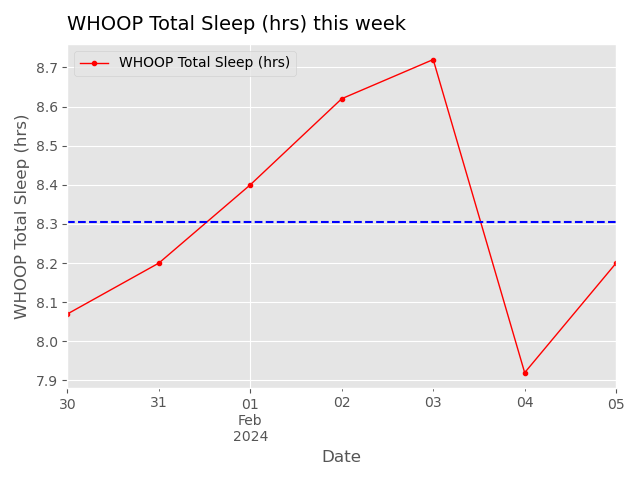 WHOOP Total Sleep (hrs) this week
WHOOP Total Sleep (hrs)
WHOOP Total Sleep (hrs)
8.7
8.6
8.5
8.4
8.3
8.2
8.1
8.0
7.9
30 31 01 02 03 04 05
Feb
2024
Date